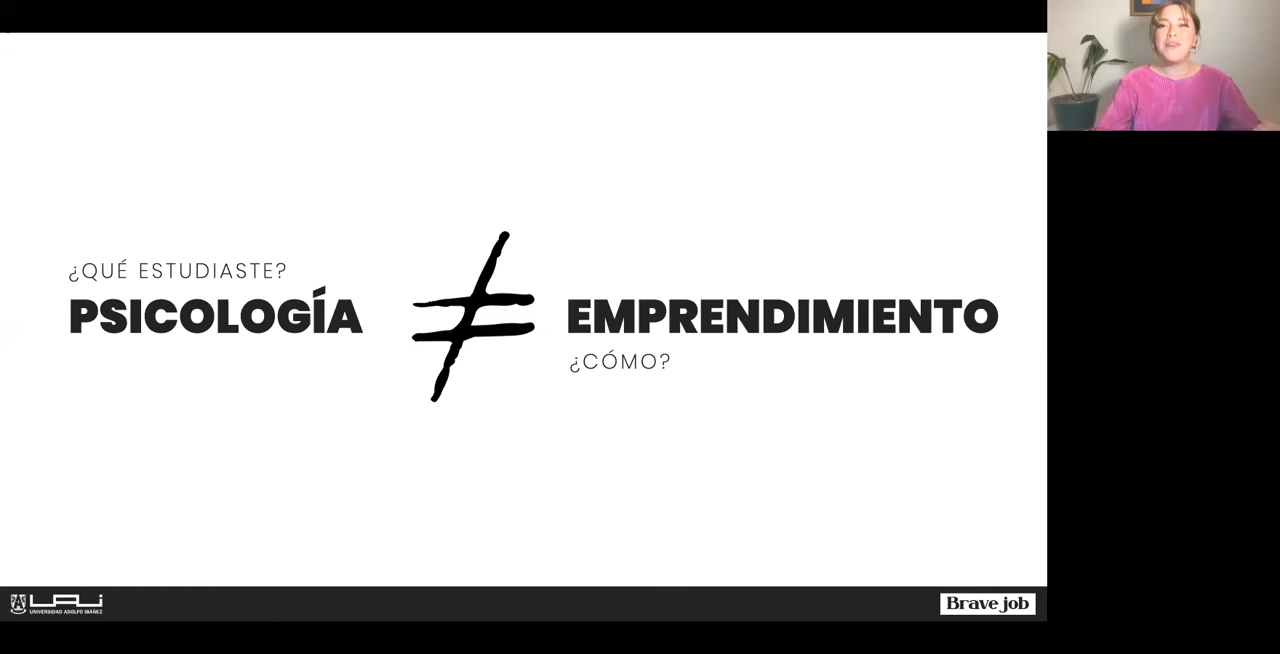 ¿QUÉ ESTUDIASTE?
PSICOLOGÍA
≠
EMPRENDIMIENTO
¿CÓMO?
UAI
UNIVERSIDAD ADOLFO IBÁÑEZ
Brave job